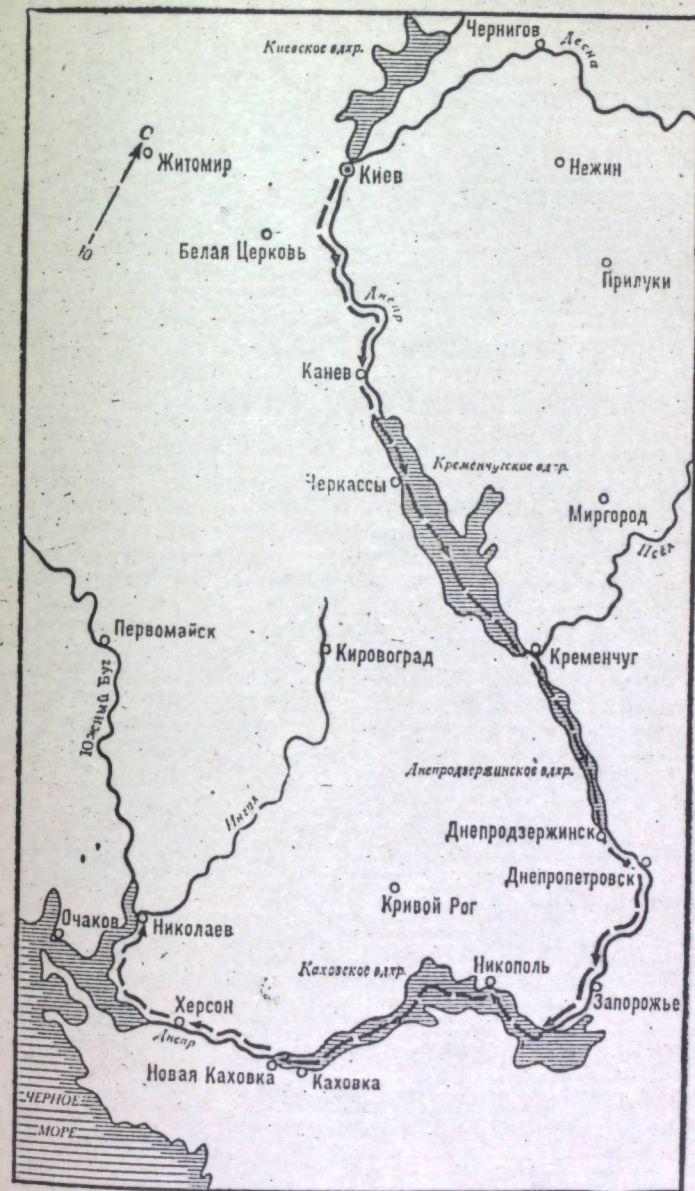 Чернигов
Киевское вдхр.
Десна
С
Житомир
Киев
Нежин
Ю
Белая Церковь
Прилуки
Днепр
Канев
Кременчугское вдхр.
Черкассы
Миргород
Псёл
Первомайск
Кировоград
Кременчуг
Южный Буг
Днепродзержинское вдхр.
Ингул
Днепродзержинск
Днепропетровск
Кривой Рог
Очаков
Николаев
Каховское вдхр.
Никополь
Запорожье
Херсон
Днепр
Новая Каховка
Каховка
ЧЕРНОЕ
МОРЕ